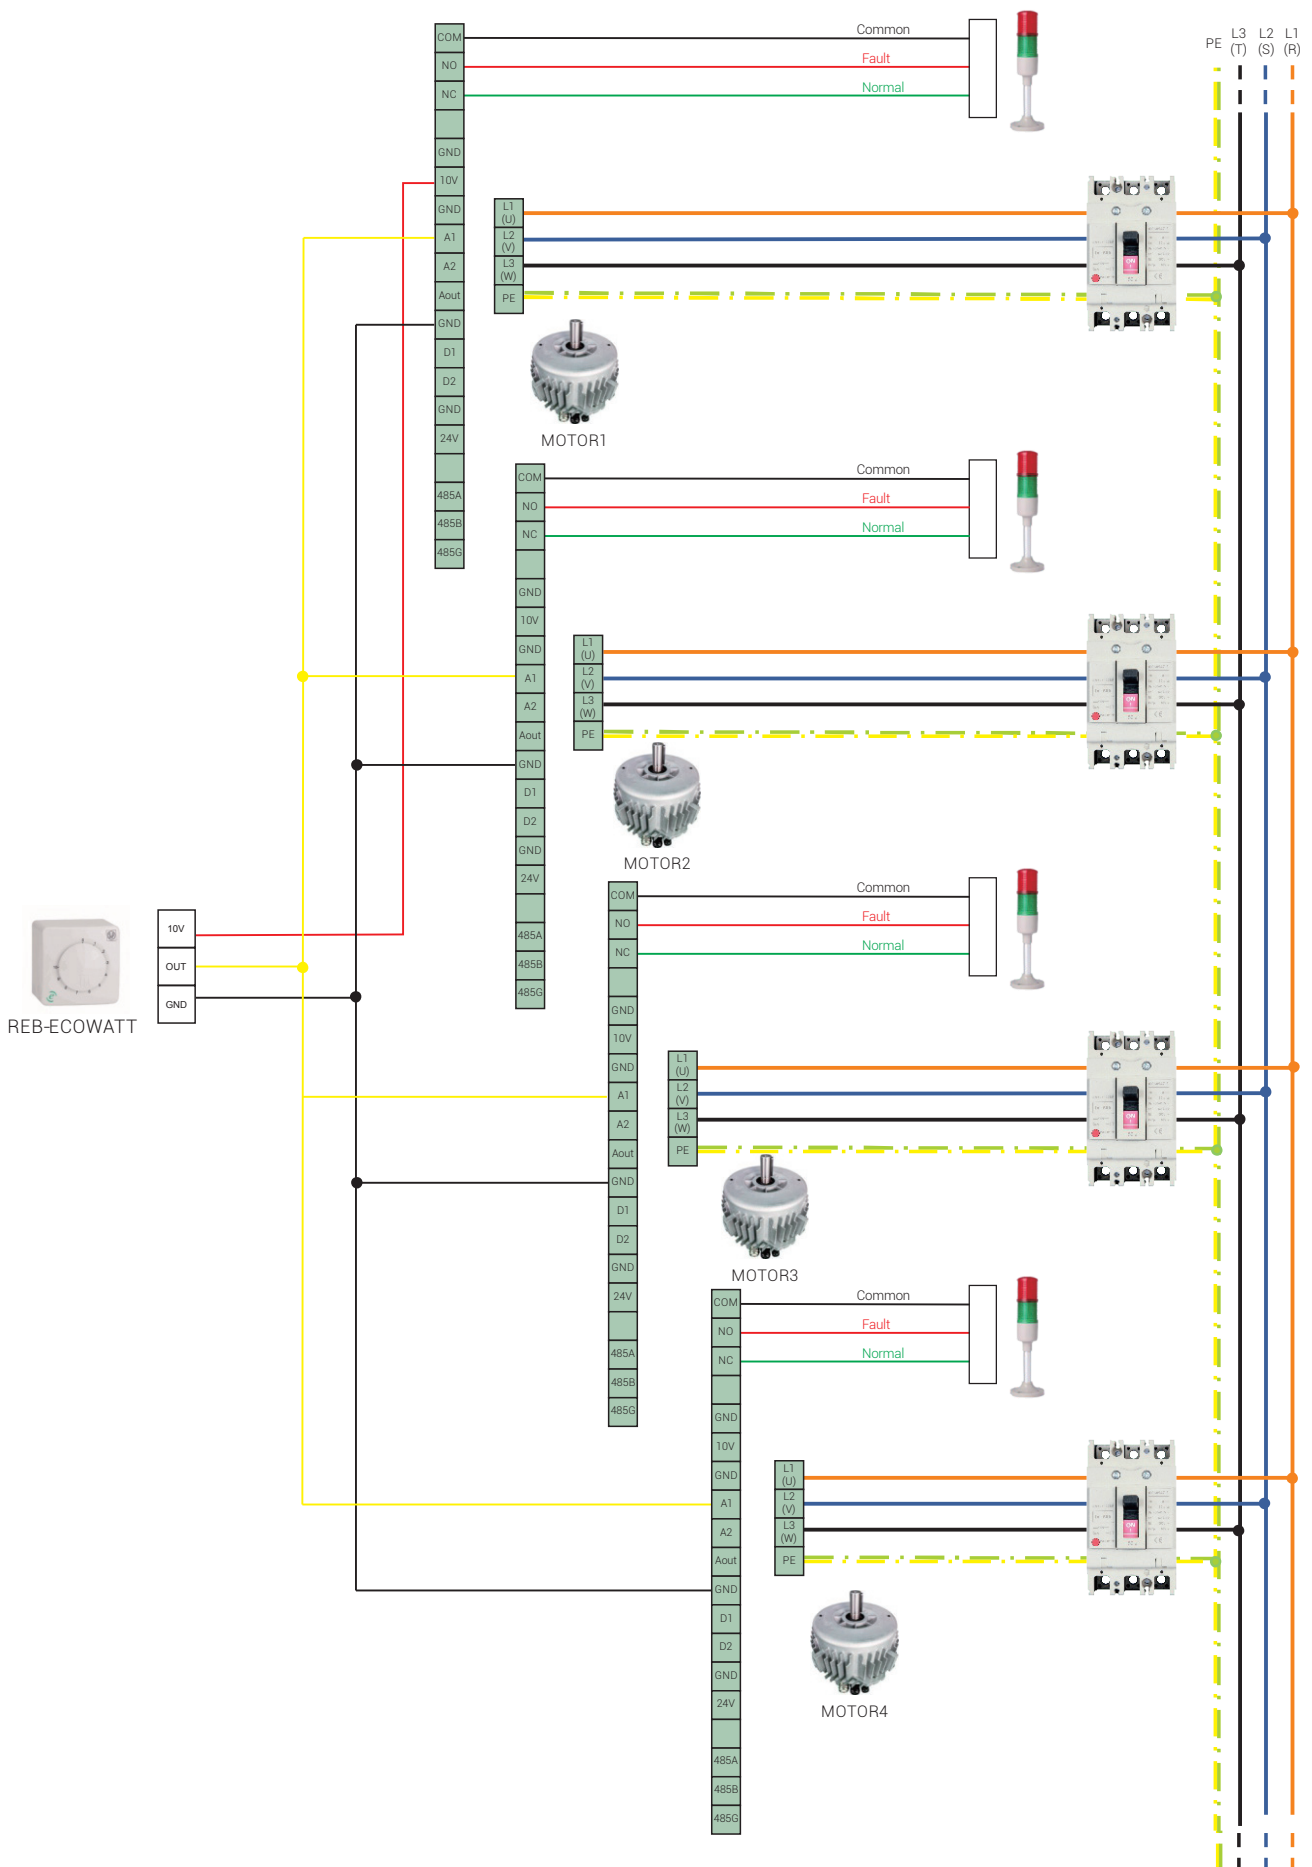 PE
L3
(T)
L2
(S)
L1
(R)
COM
NO
NC
GND
10V
GND
A1
A2
Aout
GND
D1
D2
GND
24V
485A
485B
485G
Common
Fault
Normal
L1
(U)
L2
(V)
L3
(W)
PE
MOTOR1
COM
NO
NC
GND
10V
GND
A1
A2
Aout
GND
D1
D2
GND
24V
485A
485B
485G
Common
Fault
Normal
L1
(U)
L2
(V)
L3
(W)
PE
MOTOR2
10V
OUT
GND
REB-ECOWATT
COM
NO
NC
GND
10V
GND
A1
A2
Aout
GND
D1
D2
GND
24V
485A
485B
485G
Common
Fault
Normal
L1
(U)
L2
(V)
L3
(W)
PE
MOTOR3
COM
NO
NC
GND
10V
GND
A1
A2
Aout
GND
D1
D2
GND
24V
485A
485B
485G
Common
Fault
Normal
L1
(U)
L2
(V)
L3
(W)
PE
MOTOR4